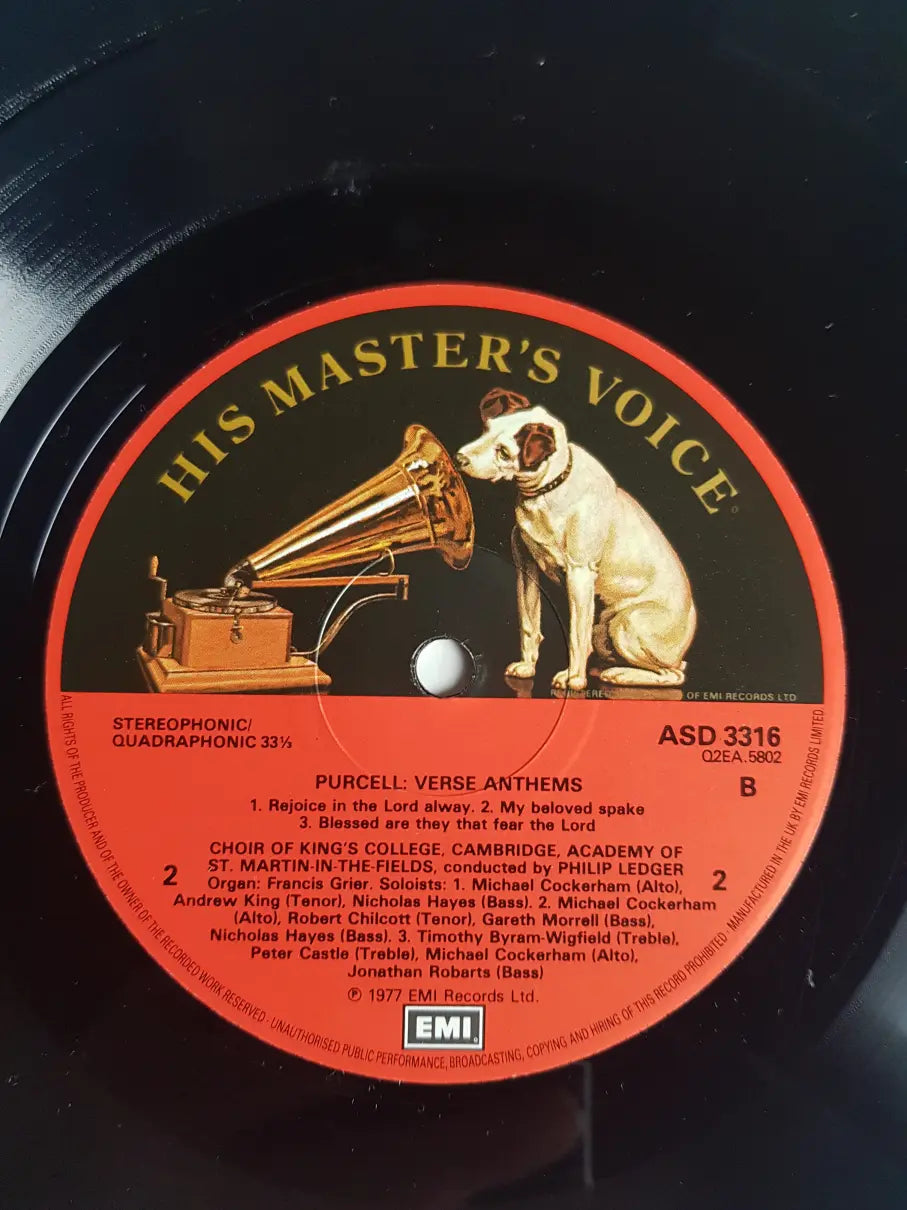 HIS MASTER'S VOICE
OF EMI RECORDS LTD
STEREOPHONIC/
QUADRAPHONIC 33⅓
ASD 3316
Q2EA.5802
B
PURCELL: VERSE ANTHEMS
1. Rejoice in the Lord alway. 2. My beloved spake
3. Blessed are they that fear the Lord
CHOIR OF KING'S COLLEGE, CAMBRIDGE, ACADEMY OF
ST. MARTIN-IN-THE-FIELDS, conducted by PHILIP LEDGER
2
2
Organ: Francis Grier. Soloists: 1. Michael Cockerham (Alto),
Andrew King (Tenor), Nicholas Hayes (Bass). 2. Michael Cockerham
(Alto), Robert Chilcott (Tenor), Gareth Morrell (Bass),
Nicholas Hayes (Bass). 3. Timothy Byram-Wigfield (Treble),
Peter Castle (Treble), Michael Cockerham (Alto),
Jonathan Robarts (Bass)
℗ 1977 EMI Records Ltd.
EMI
ALL RIGHTS OF THE PRODUCER AND OF THE OWNER OF THE RECORDED WORK RESERVED · UNAUTHORISED PUBLIC PERFORMANCE, BROADCASTING, COPYING AND HIRING OF THIS RECORD PROHIBITED · MANUFACTURED IN THE UK BY EMI RECORDS LIMITED.